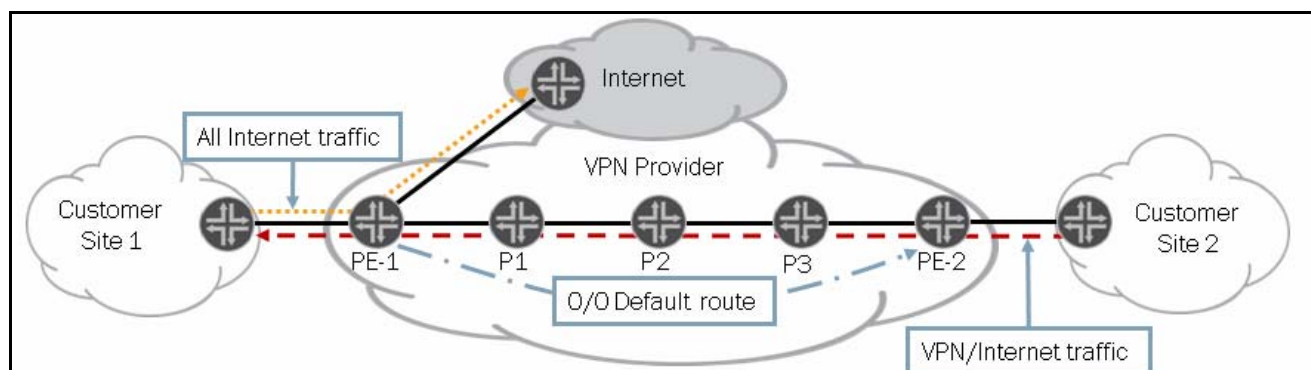 Internet
All Internet traffic
VPN Provider
Customer
Site 1
Customer
Site 2
PE-1
P1
P2
P3
PE-2
0/0 Default route
VPN/Internet traffic